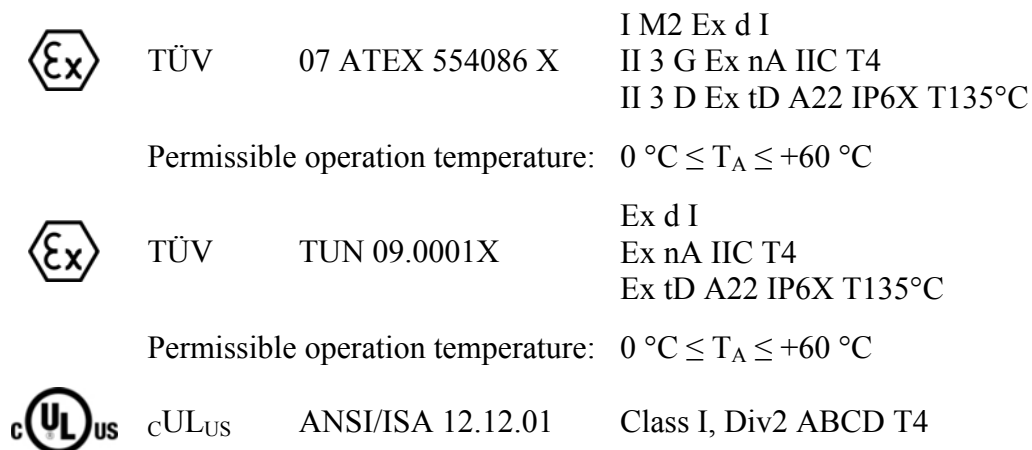 Ex TÜV 07 ATEX 554086 X I M2 Ex d I
II 3 G Ex nA IIC T4
II 3 D Ex tD A22 IP6X T135°C
Permissible operation temperature: 0 °C ≤ TA ≤ +60 °C
Ex TÜV TUN 09.0001X Ex d I
Ex nA IIC T4
Ex tD A22 IP6X T135°C
Permissible operation temperature: 0 °C ≤ TA ≤ +60 °C
c UL ® us cULus ANSI/ISA 12.12.01 Class I, Div2 ABCD T4